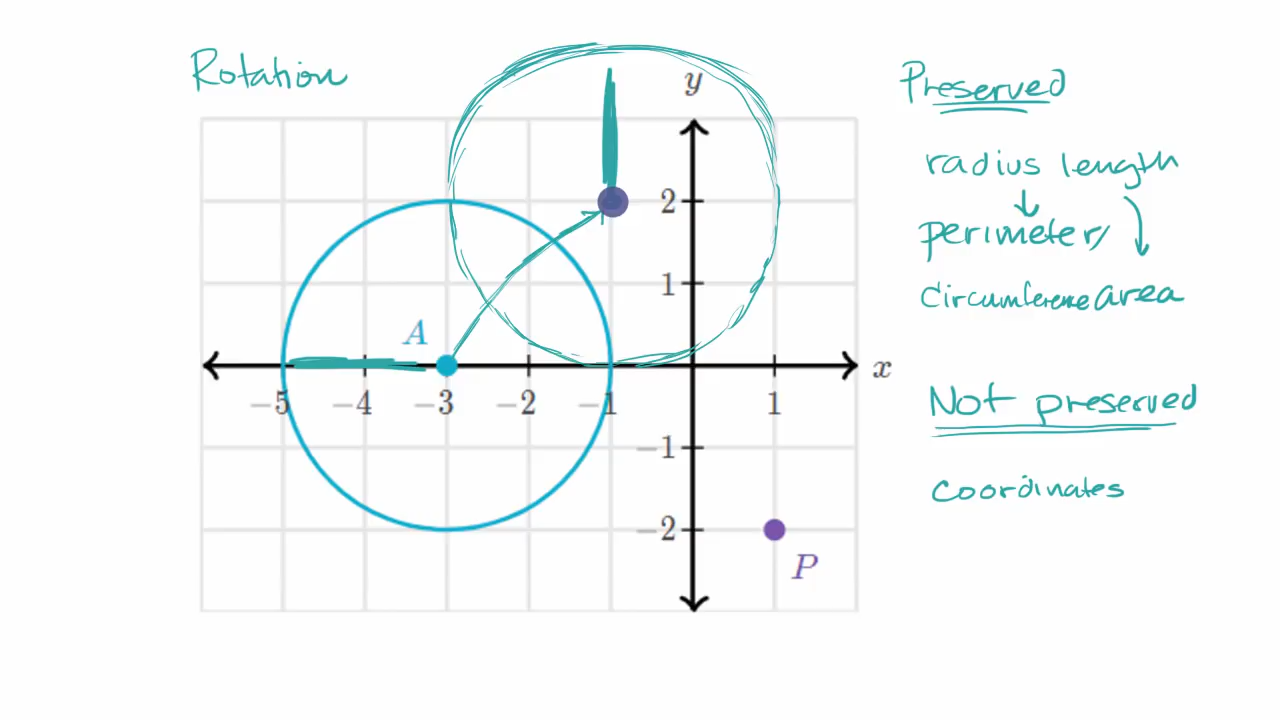 Rotation
y
Preserved
radius length
perimeter/
circumference area
2
1
A
x
−5 −4 −3 −2 −1 1
Not preserved
−1
coordinates
−2
P